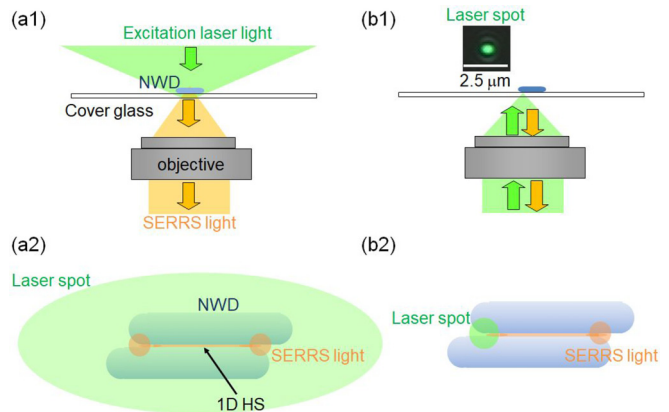 (a1)
Excitation laser light
NWD
Cover glass
objective
SERRS light
(b1)
Laser spot
2.5 μm
(a2)
Laser spot
NWD
SERRS light
1D HS
(b2)
Laser spot
SERRS light